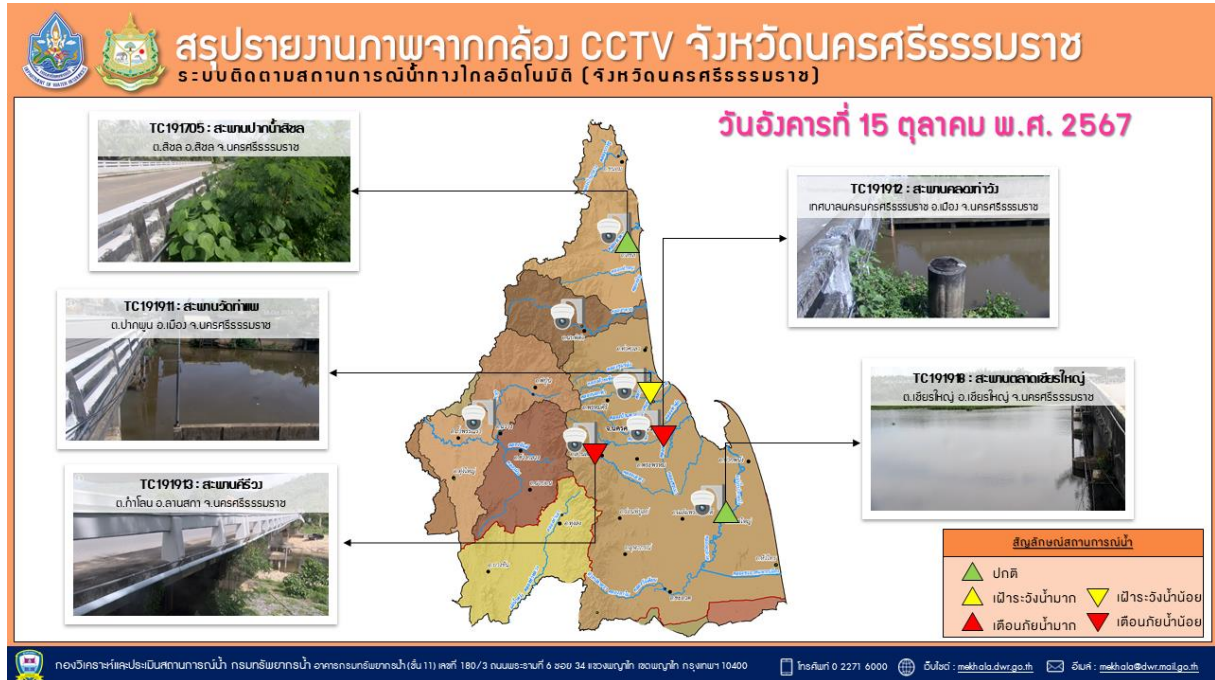 สรุปรายงานภาพจากกล้อง CCTV จังหวัดนครศรีธรรมราช
ระบบติดตามสถานการณ์น้ำทางไกลอัตโนมัติ (จังหวัดนครศรีธรรมราช)
วันอังคารที่ 15 ตุลาคม พ.ศ. 2567
TC191705 : สะพานปากน้ำสิชล
ต.สิชล อ.สิชล จ.นครศรีธรรมราช
TC191912 : สะพานคลองท่าวัง
เทศบาลนครนครศรีธรรมราช อ.เมือง จ.นครศรีธรรมราช
TC191911 : สะพานวัดท่าแพ
ต.ปากพูน อ.เมือง จ.นครศรีธรรมราช
TC191918 : สะพานตลาดเชียรใหญ่
ต.เชียรใหญ่ อ.เชียรใหญ่ จ.นครศรีธรรมราช
TC191913 : สะพานคีรีวง
ต.กำโลน อ.ลานสกา จ.นครศรีธรรมราช
สัญลักษณ์สถานการณ์น้ำ
ปกติ
เฝ้าระวังน้ำมาก เฝ้าระวังน้ำน้อย
เตือนภัยน้ำมาก เตือนภัยน้ำน้อย
กองวิเคราะห์และประเมินสถานการณ์น้ำ กรมทรัพยากรน้ำ อาคารกรมทรัพยากรน้ำ (ชั้น 11) เลขที่ 180/3 ถนนพระรามที่ 6 ซอย 34 แขวงพญาไท เขตพญาไท กรุงเทพฯ 10400 โทรศัพท์ 0 2271 6000 เว็บไซต์ : mekhala.dwr.go.th อีเมล์ : mekhala@dwr.mail.go.th